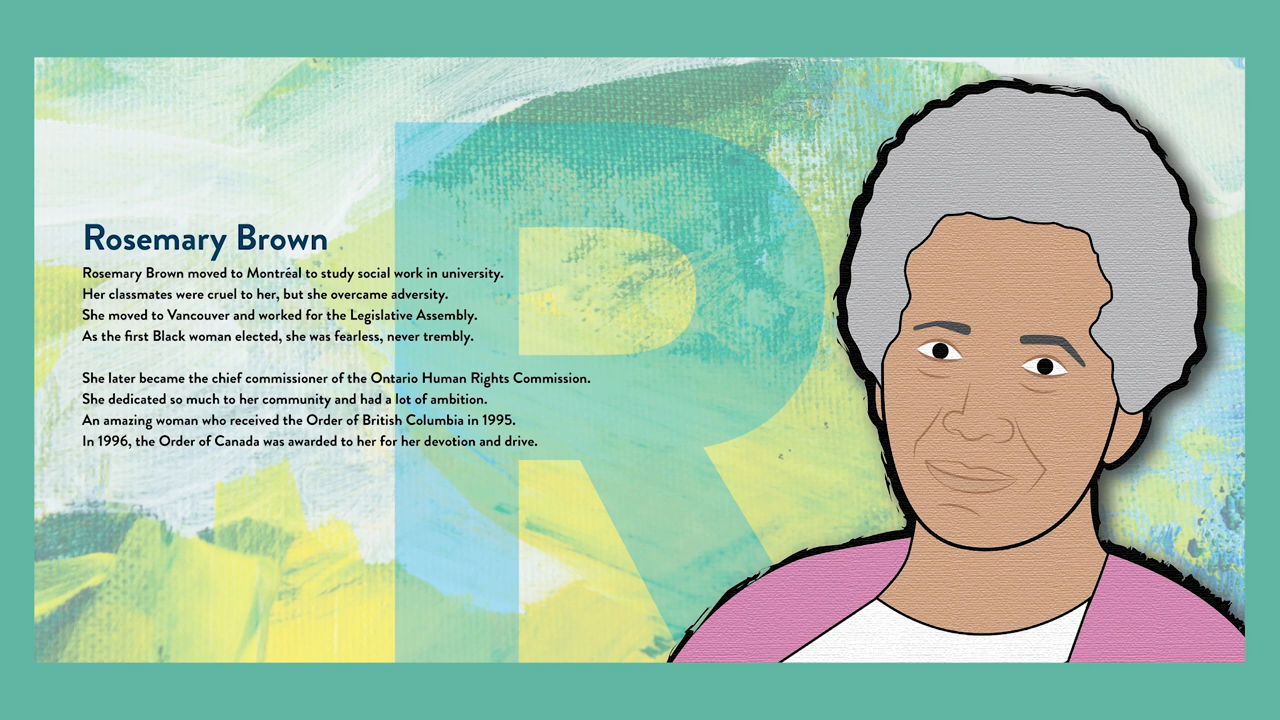 R
Rosemary Brown
Rosemary Brown moved to Montréal to study social work in university.
Her classmates were cruel to her, but she overcame adversity.
She moved to Vancouver and worked for the Legislative Assembly.
As the first Black woman elected, she was fearless, never trembly.
She later became the chief commissioner of the Ontario Human Rights Commission.
She dedicated so much to her community and had a lot of ambition.
An amazing woman who received the Order of British Columbia in 1995.
In 1996, the Order of Canada was awarded to her for her devotion and drive.